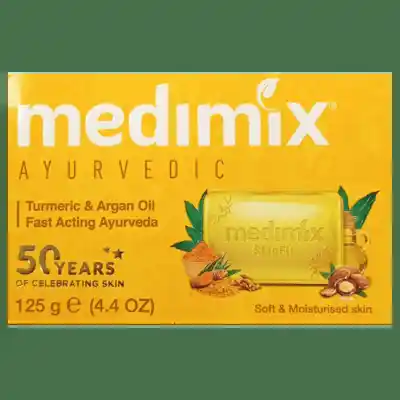 medimix
AYURVEDIC
Turmeric & Argan Oil
Fast Acting Ayurveda
50 YEARS
OF CELEBRATING SKIN
125 g e (4.4 OZ)
medimix
Soft & Moisturised skin